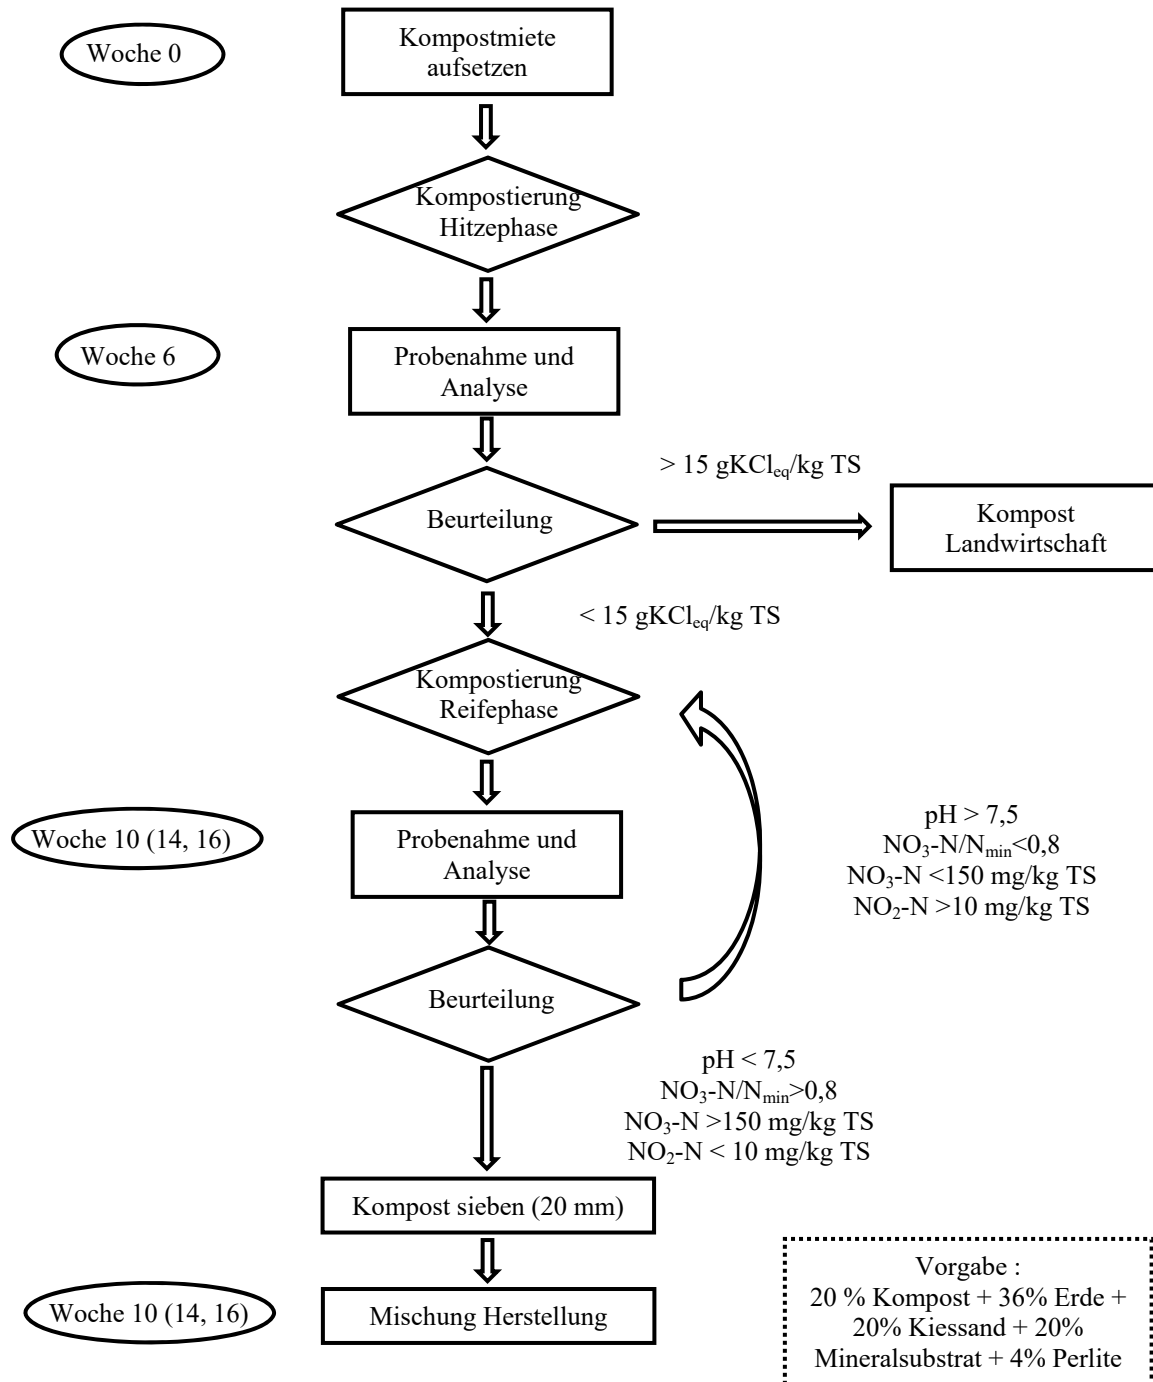 Woche 0
Kompostmiete
aufsetzen
Kompostierung
Hitzephase
Woche 6
Probenahme und
Analyse
> 15 gKCl_eq/kg TS
Beurteilung
Kompost
Landwirtschaft
< 15 gKCl_eq/kg TS
Kompostierung
Reifephase
Woche 10 (14, 16)
Probenahme und
Analyse
pH > 7,5
NO₃-N/N_min<0,8
NO₃-N <150 mg/kg TS
NO₂-N >10 mg/kg TS
Beurteilung
pH < 7,5
NO₃-N/N_min>0,8
NO₃-N >150 mg/kg TS
NO₂-N < 10 mg/kg TS
Kompost sieben (20 mm)
Woche 10 (14, 16)
Mischung Herstellung
Vorgabe :
20 % Kompost + 36% Erde +
20% Kiessand + 20%
Mineralsubstrat + 4% Perlite